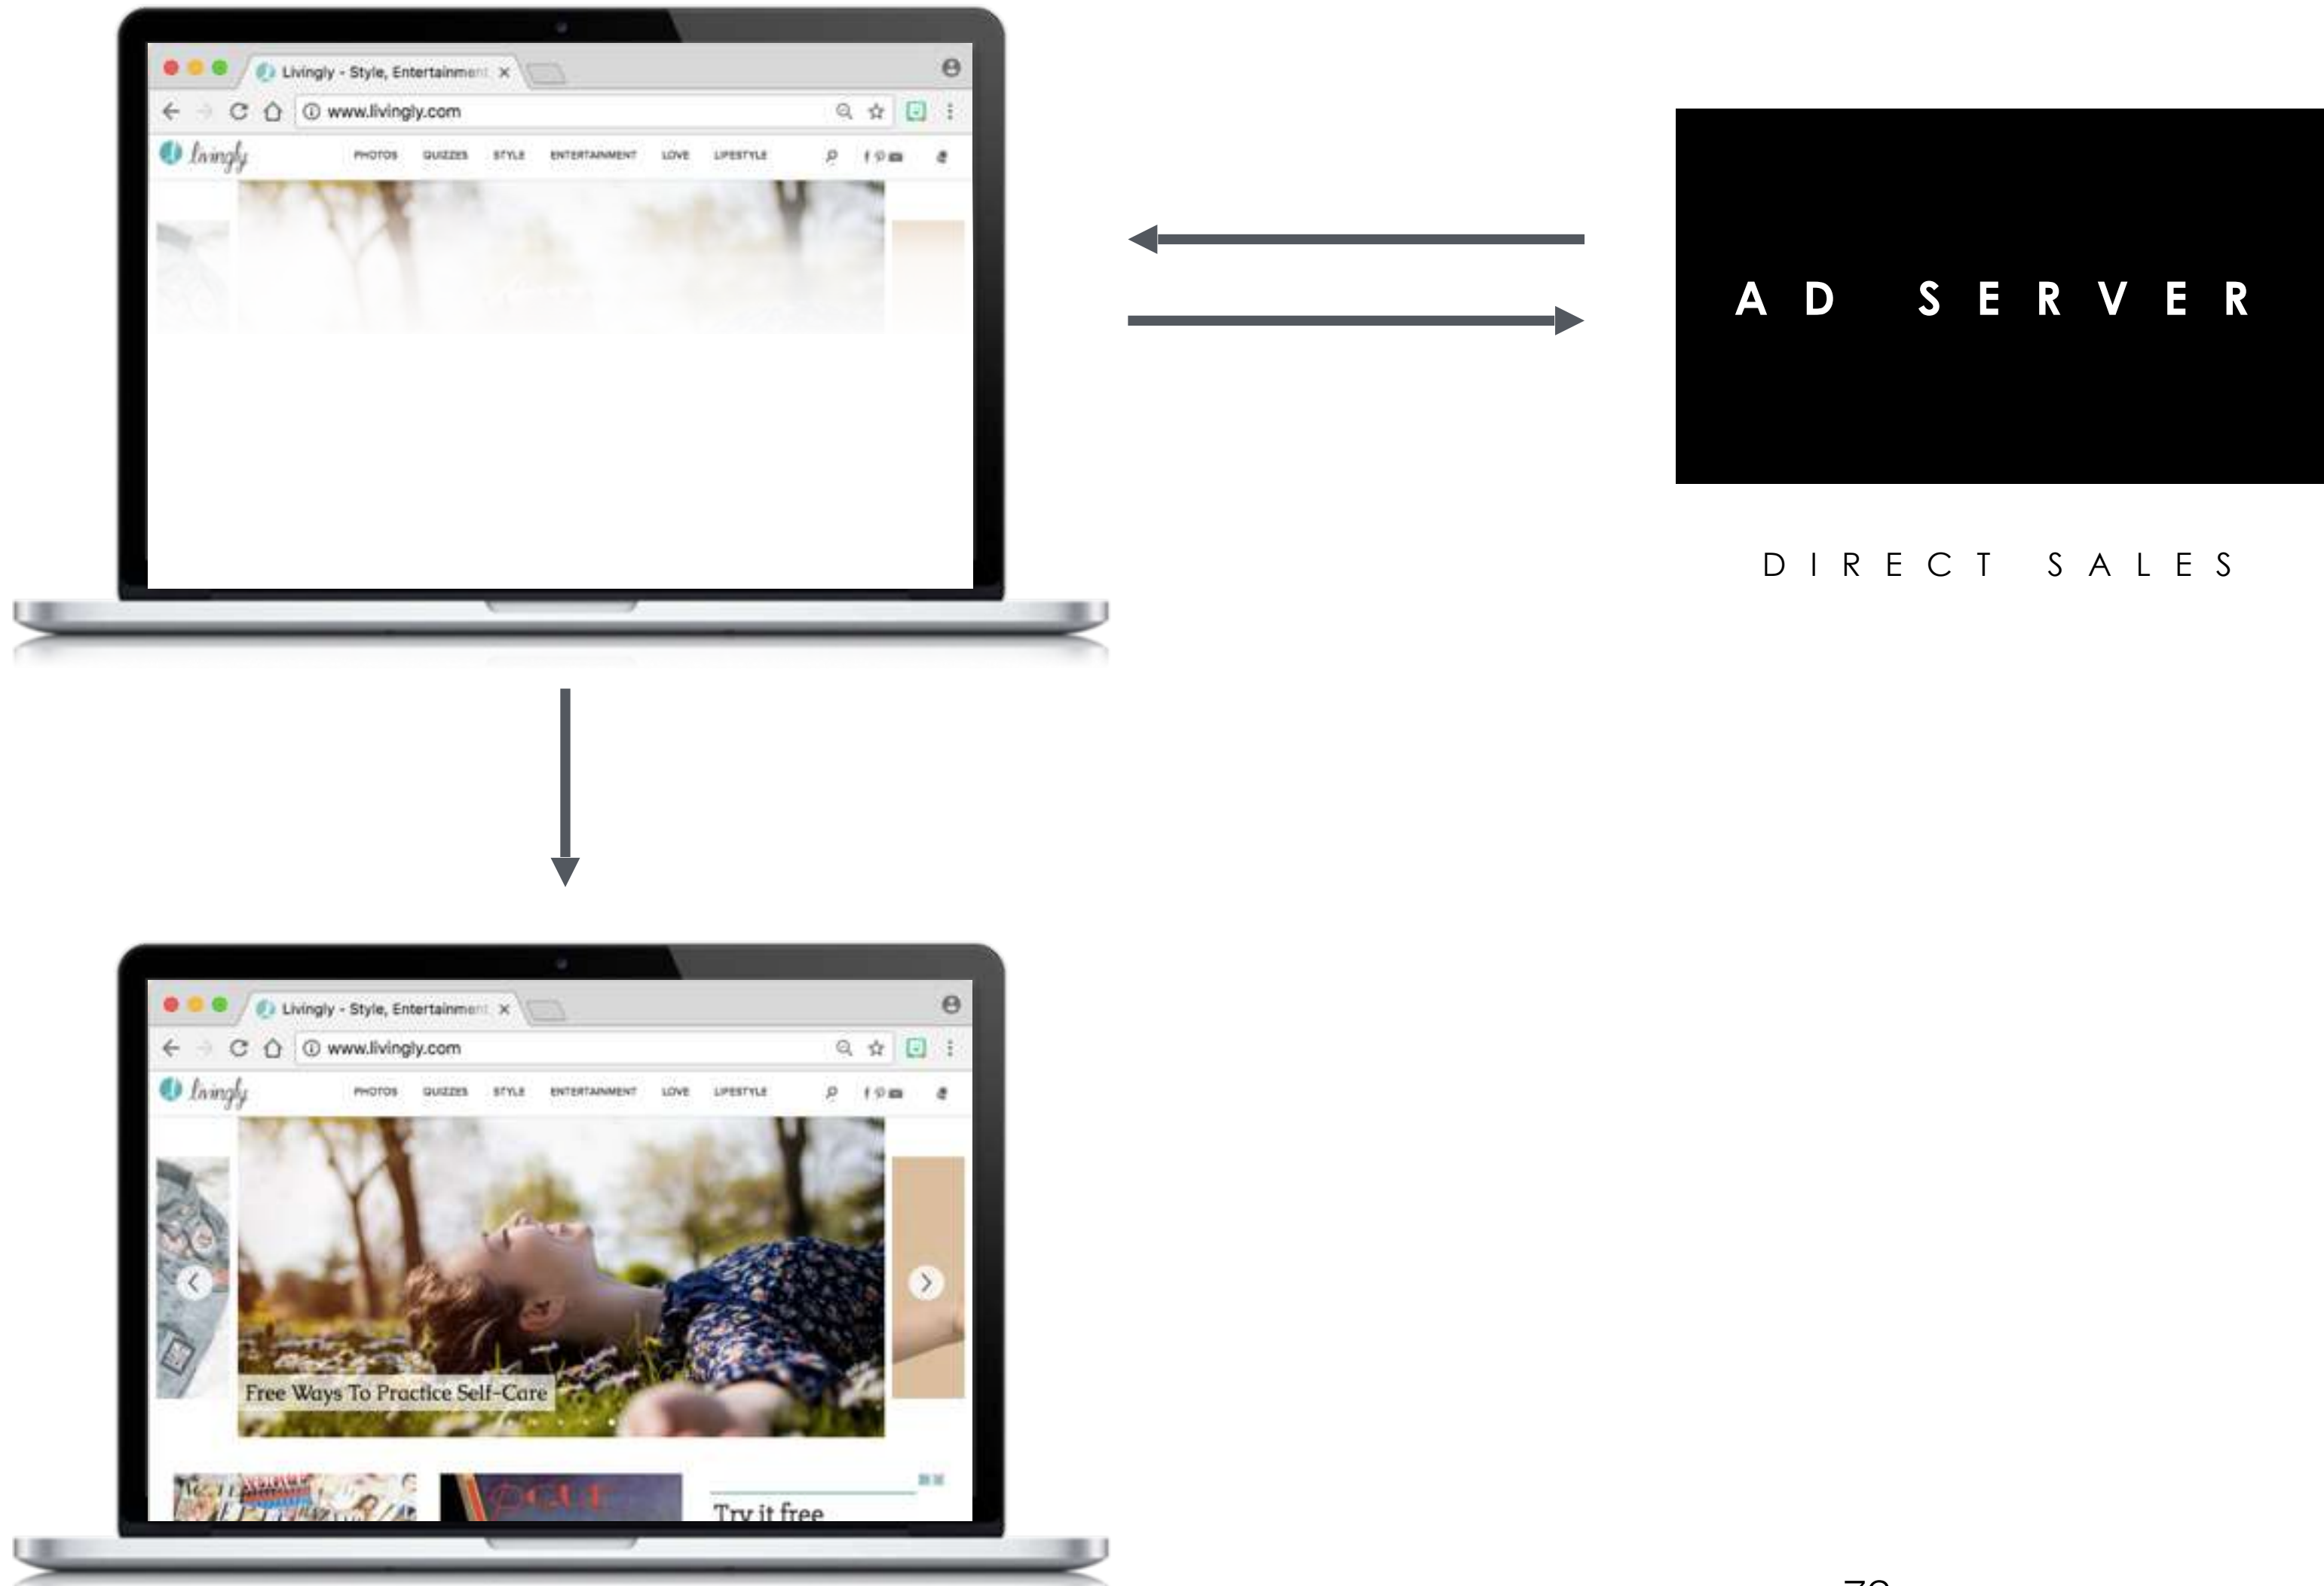 Livingly - Style, Entertainment
www.livingly.com
livingly PHOTOS QUIZZES STYLE ENTERTAINMENT LOVE LIFESTYLE
AD SERVER
DIRECT SALES
Livingly - Style, Entertainment
www.livingly.com
livingly PHOTOS QUIZZES STYLE ENTERTAINMENT LOVE LIFESTYLE
Free Ways To Practice Self-Care
Try it free